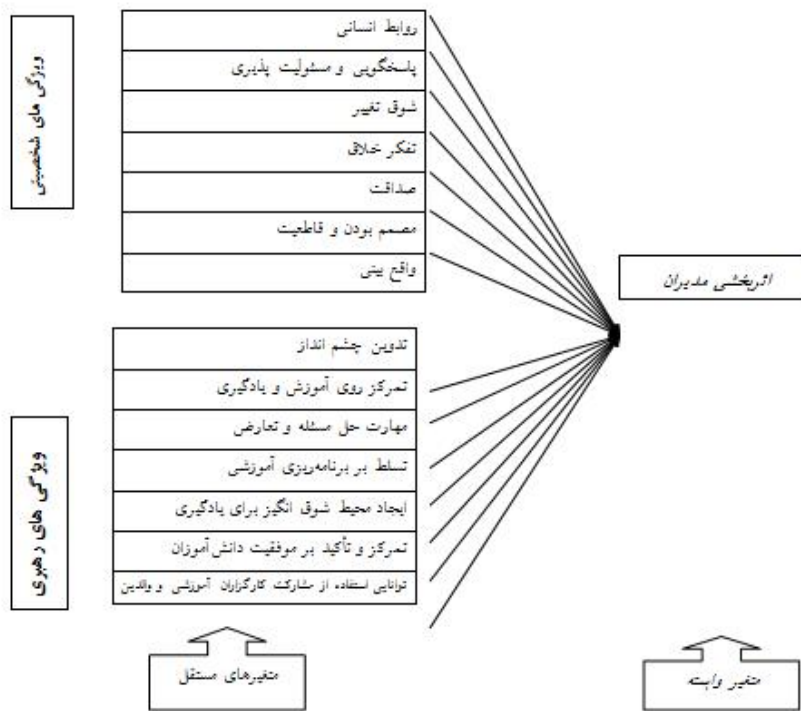 ویژگی های شخصیتی
روابط انسانی
پاسخگویی و مسئولیت پذیری
شوق تغییر
تفکر خلاق
صداقت
مصمم بودن و قاطعیت
واقع بینی
اثربخشی مدیران
ویژگی های رهبری
تدوین چشم انداز
تمرکز روی آموزش و یادگیری
مهارت حل مسئله و تعارض
تسلط بر برنامه‌ریزی آموزشی
ایجاد محیط شوق انگیز برای یادگیری
تمرکز و تأکید بر موفقیت دانش‌آموزان
توانایی استفاده از مشارکت کارگزاران آموزشی و والدین
متغیرهای مستقل
متغیر وابسته